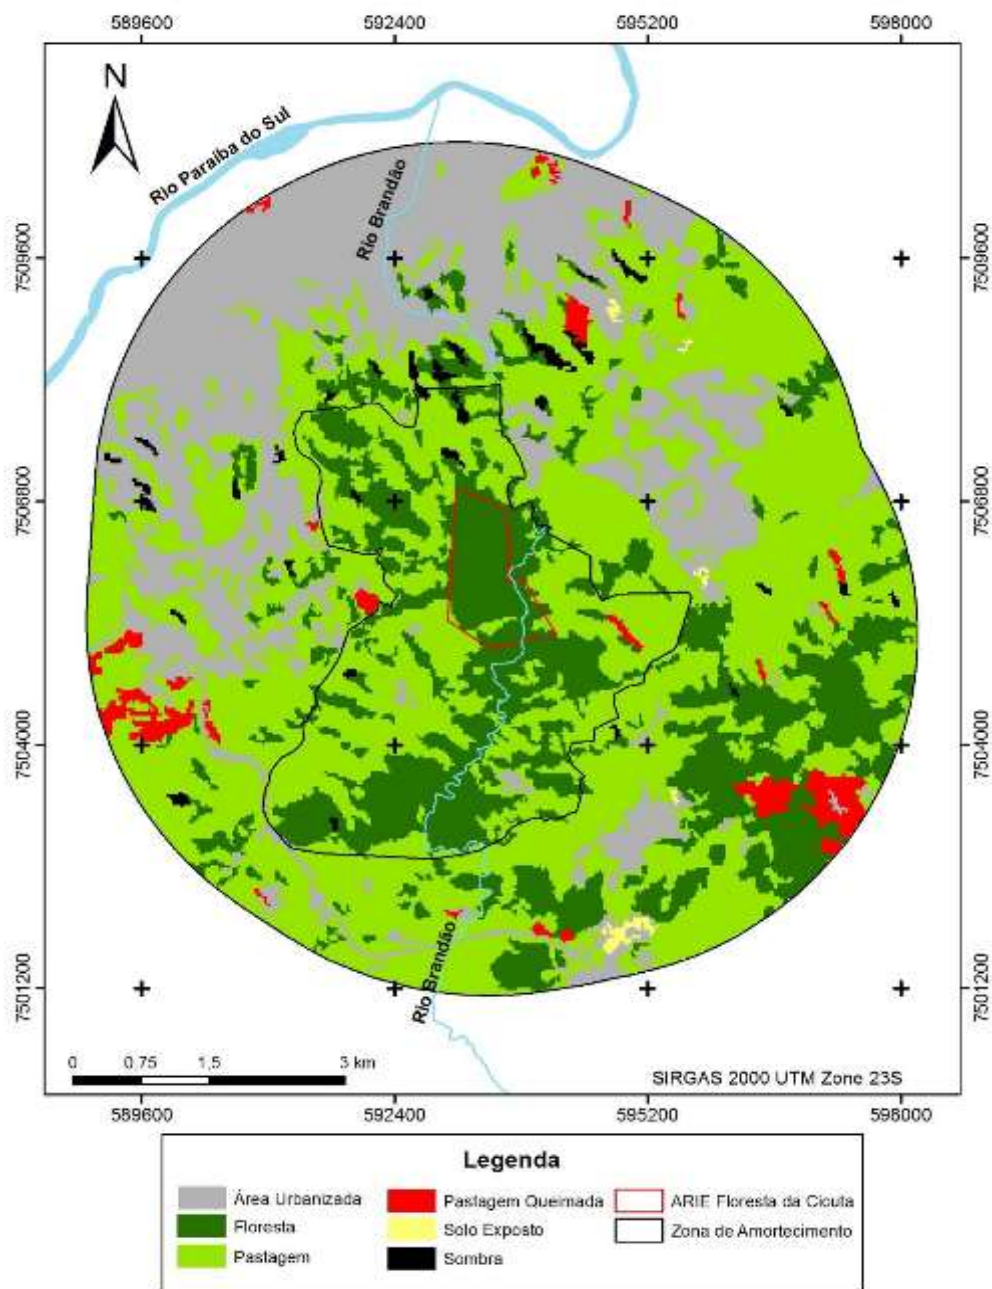 589600 592400 595200 598000
N
Rio Paraíba do Sul
Rio Brandão
7509600 7509600
7506800 7506800
7504000 7504000
Rio Brandão
7501200 7501200
0 0.75 1,5 3 km
SIRGAS 2000 UTM Zone 23S
589600 592400 595200 598000
Legenda
Área Urbanizada Pastagem Queimada ARIE Floresta da Cicuta
Floresta Solo Exposto Zona de Amortecimento
Pastagem Sombra